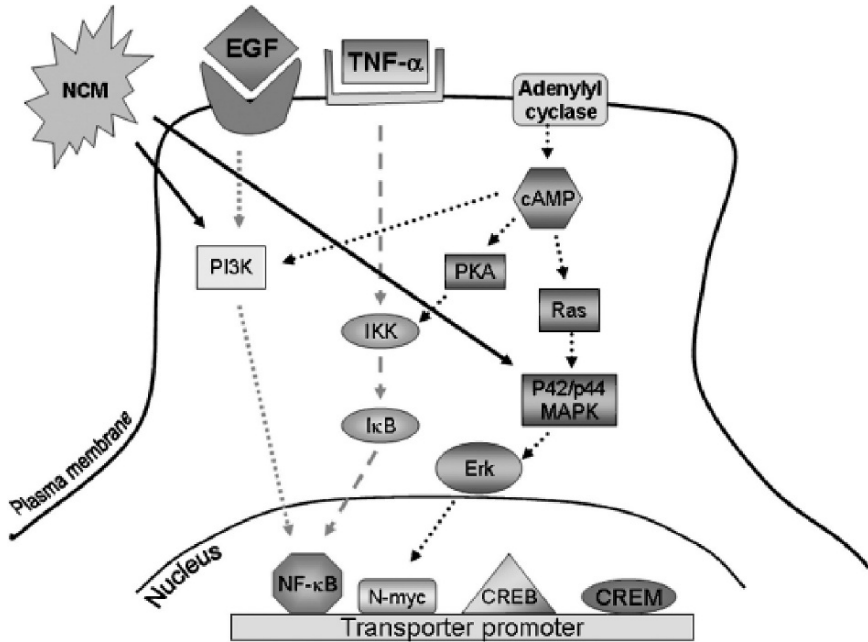 NCM
EGF
TNF-α
Adenylyl
cyclase
cAMP
PI3K
PKA
Ras
IKK
P42/p44
MAPK
IκB
Erk
Plasma membrane
Nucleus
NF-κB
N-myc
CREB
CREM
Transporter promoter